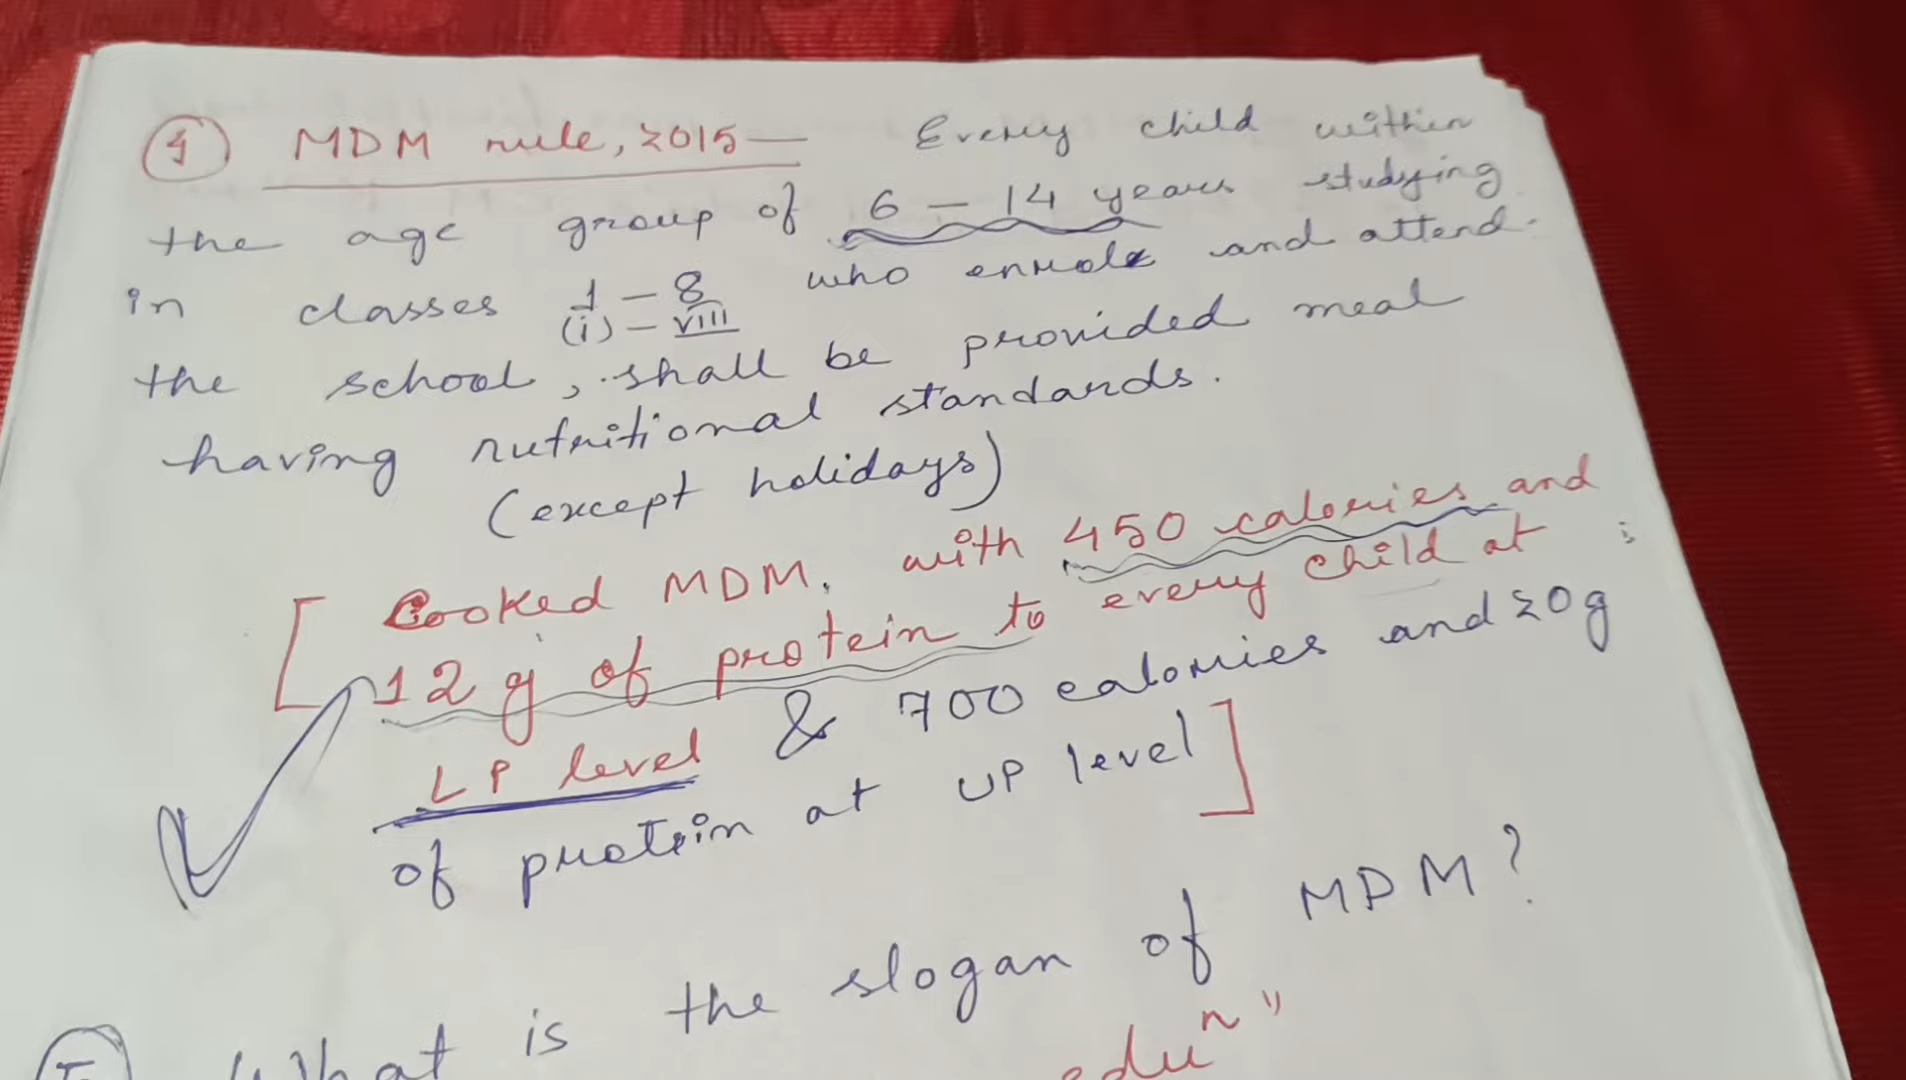 4 MDM rule, 2015 — Every child within
the age group of 6 – 14 years studying
in classes 1 – 8 who enrols and attend
(i) – VIII
the school, shall be provided meal
having nutritional standards.
(except holidays)
[ Cooked MDM, with 450 calories and
12 g of protein to every child at
LP level & 700 calories and 20g
of protein at UP level ]
What is the slogan of MDM?
edun"